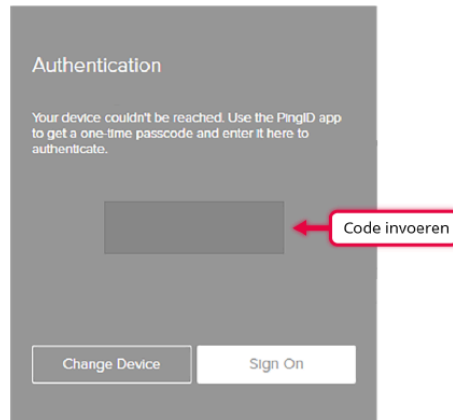 Authentication
Your device couldn't be reached. Use the PingID app
to get a one-time passcode and enter it here to
authenticate.
Code invoeren
Change Device
Sign On